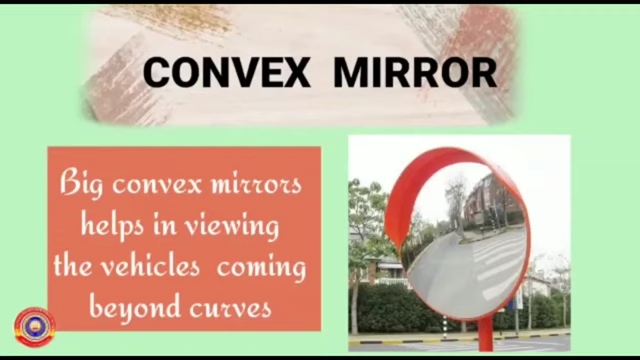 CONVEX MIRROR
Big convex mirrors
helps in viewing
the vehicles coming
beyond curves